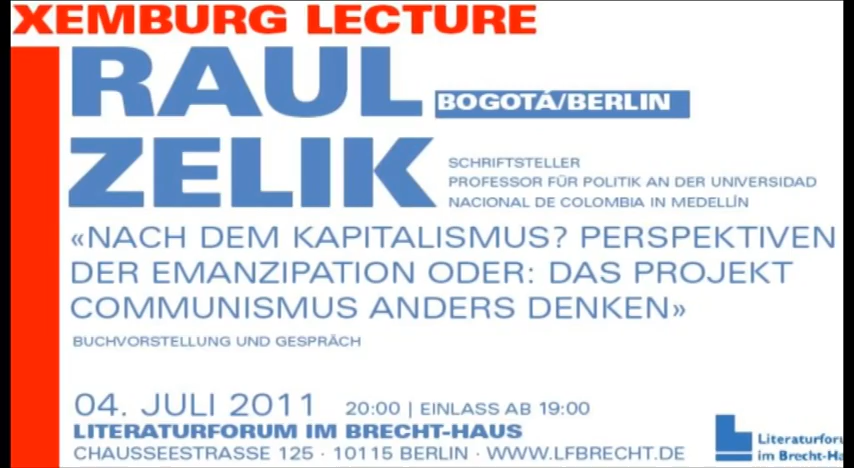 XEMBURG LECTURE
RAUL
BOGOTÁ/BERLIN
ZELIK
SCHRIFTSTELLER
PROFESSOR FÜR POLITIK AN DER UNIVERSIDAD
NACIONAL DE COLOMBIA IN MEDELLÍN
«NACH DEM KAPITALISMUS? PERSPEKTIVEN
DER EMANZIPATION ODER: DAS PROJEKT
COMMUNISMUS ANDERS DENKEN»
BUCHVORSTELLUNG UND GESPRÄCH
04. JULI 2011 20:00 | EINLASS AB 19:00
LITERATURFORUM IM BRECHT-HAUS
CHAUSSEESTRASSE 125 · 10115 BERLIN · WWW.LFBRECHT.DE
Literaturforu
im Brecht-Ha